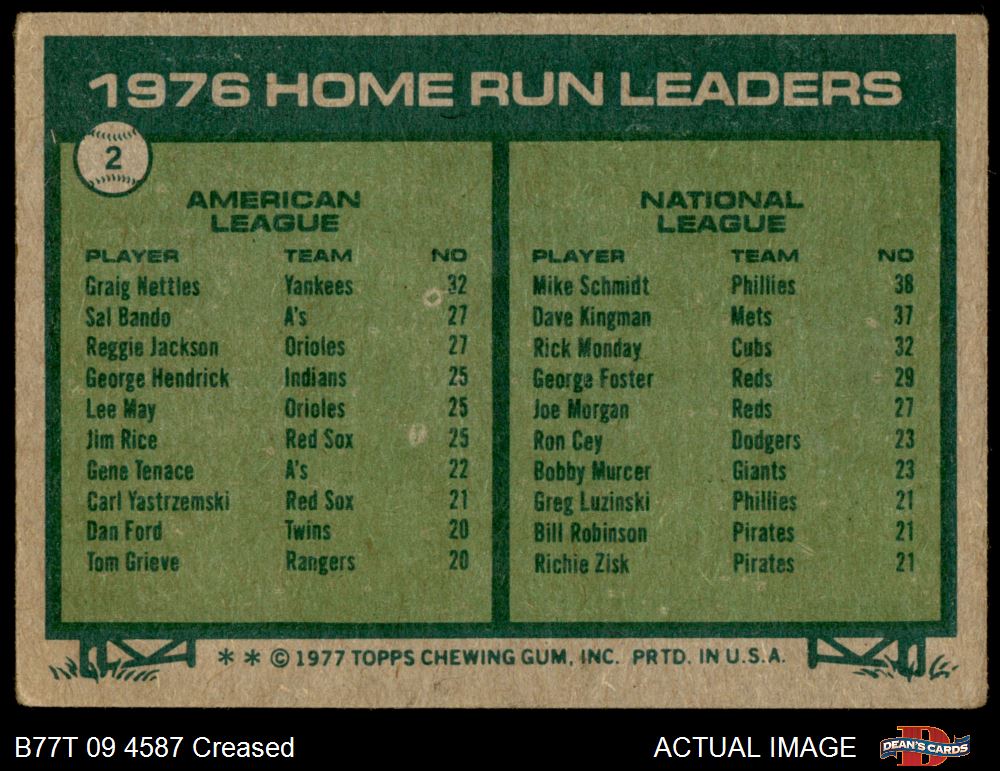 1976 HOME RUN LEADERS
2
AMERICAN
LEAGUE
PLAYER TEAM NO
Graig Nettles Yankees 32
Sal Bando A's 27
Reggie Jackson Orioles 27
George Hendrick Indians 25
Lee May Orioles 25
Jim Rice Red Sox 25
Gene Tenace A's 22
Carl Yastrzemski Red Sox 21
Dan Ford Twins 20
Tom Grieve Rangers 20
NATIONAL
LEAGUE
PLAYER TEAM NO
Mike Schmidt Phillies 38
Dave Kingman Mets 37
Rick Monday Cubs 32
George Foster Reds 29
Joe Morgan Reds 27
Ron Cey Dodgers 23
Bobby Murcer Giants 23
Greg Luzinski Phillies 21
Bill Robinson Pirates 21
Richie Zisk Pirates 21
* * © 1977 TOPPS CHEWING GUM, INC. PRTD. IN U.S.A.
B77T 09 4587 Creased
ACTUAL IMAGE
DEAN'S CARDS